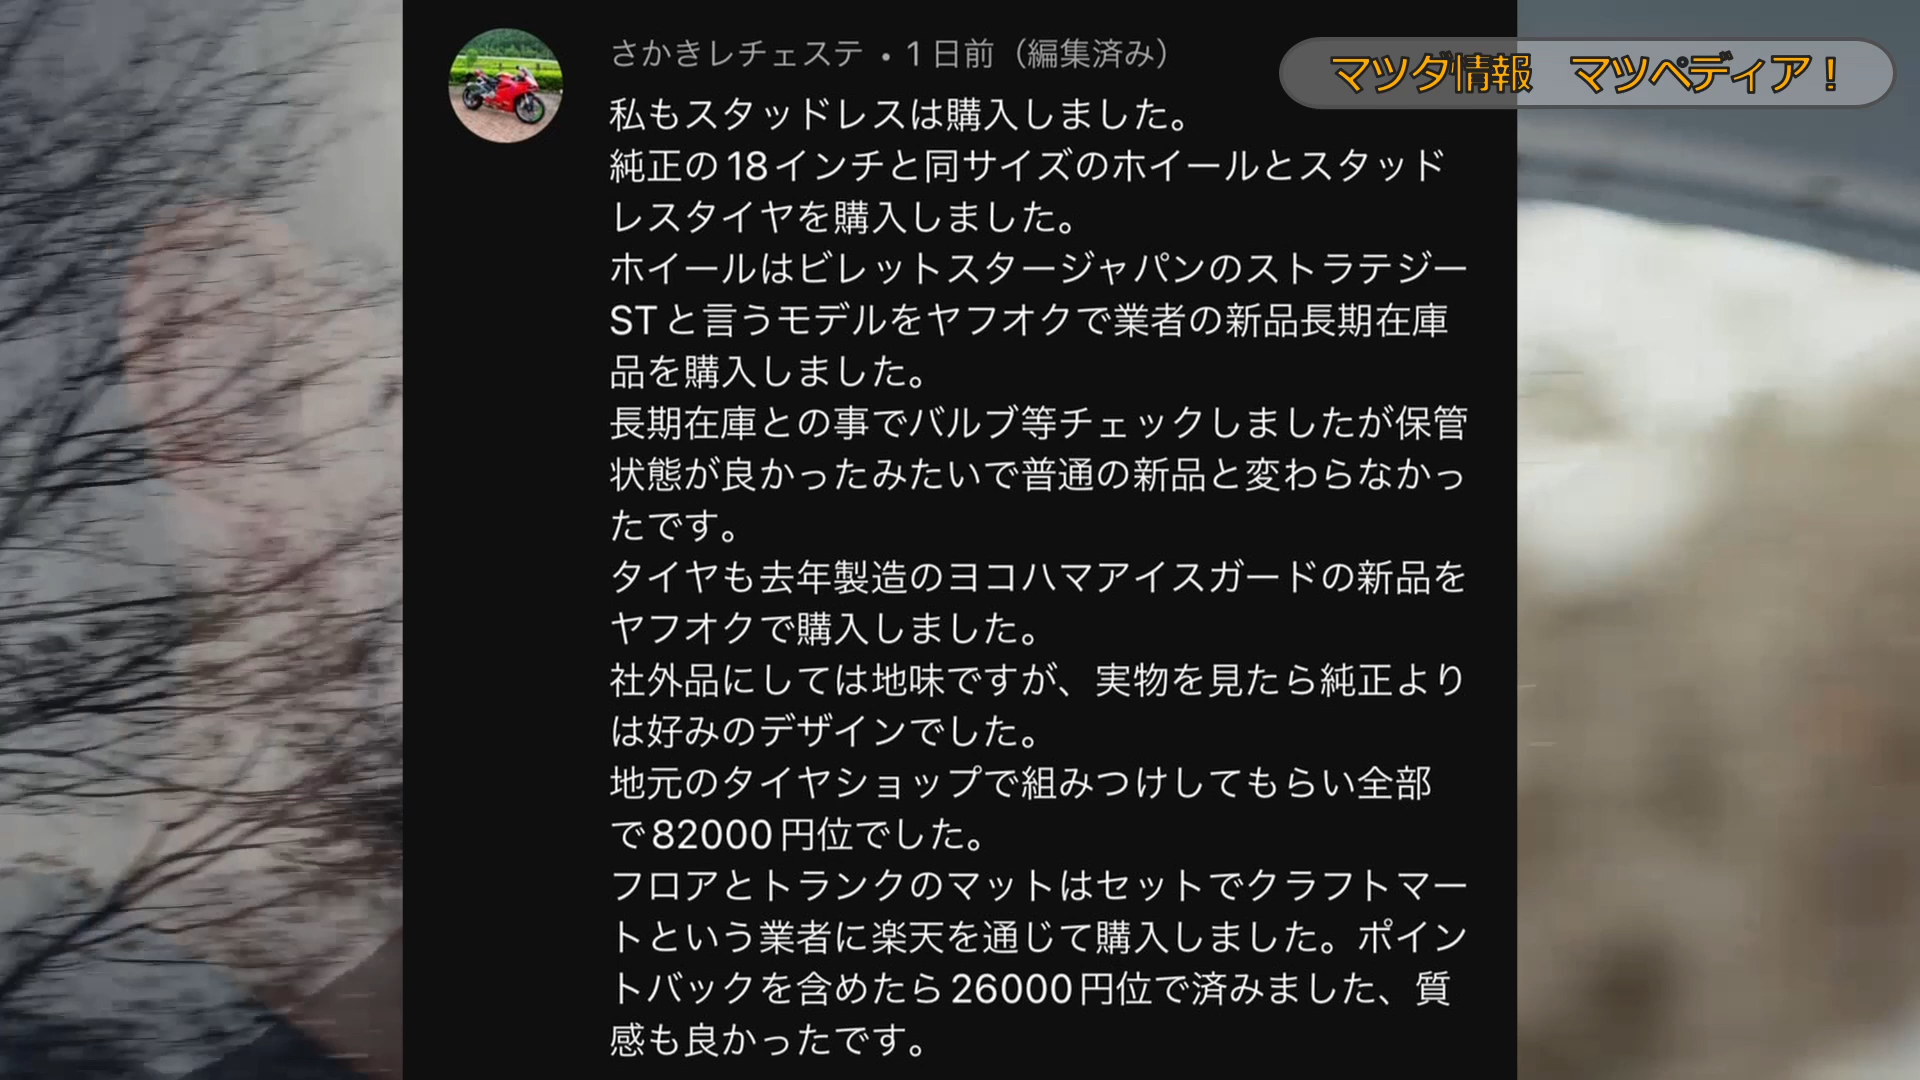 さかきレチェステ・1日前（編集済み）
マツダ情報　マツペディア！
私もスタッドレスは購入しました。
純正の18インチと同サイズのホイールとスタッド
レスタイヤを購入しました。
ホイールはビレットスタージャパンのストラテジー
STと言うモデルをヤフオクで業者の新品長期在庫
品を購入しました。
長期在庫との事でバルブ等チェックしましたが保管
状態が良かったみたいで普通の新品と変わらなかっ
たです。
タイヤも去年製造のヨコハマアイスガードの新品を
ヤフオクで購入しました。
社外品にしては地味ですが、実物を見たら純正より
は好みのデザインでした。
地元のタイヤショップで組みつけしてもらい全部
で82000円位でした。
フロアとトランクのマットはセットでクラフトマー
トという業者に楽天を通じて購入しました。ポイン
トバックを含めたら26000円位で済みました、質
感も良かったです。